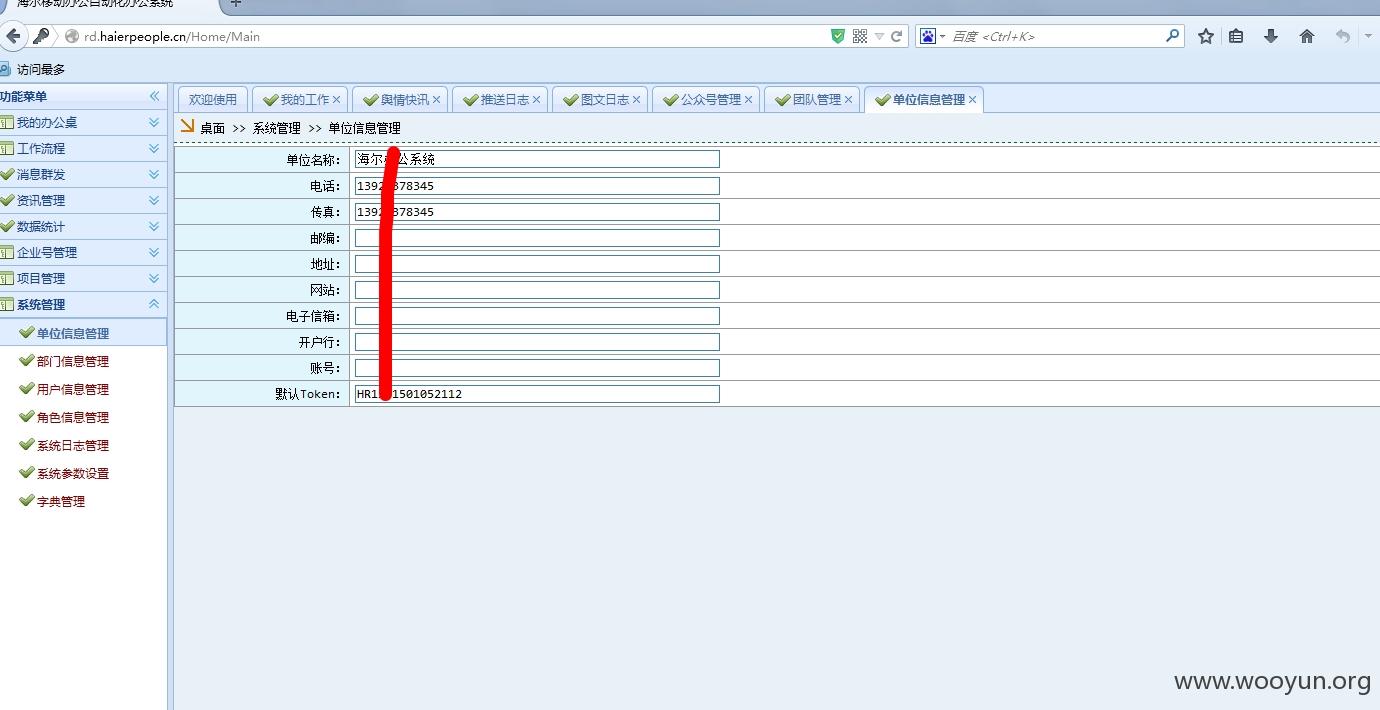 海尔移动办公自动化办公系统
rd.haierpeople.cn/Home/Main
百度 <Ctrl+K>
访问最多
功能菜单
我的办公桌
工作流程
消息群发
资讯管理
数据统计
企业号管理
项目管理
系统管理
单位信息管理
部门信息管理
用户信息管理
角色信息管理
系统日志管理
系统参数设置
字典管理
欢迎使用 我的工作 舆情快讯 推送日志 图文日志 公众号管理 团队管理 单位信息管理
桌面 >> 系统管理 >> 单位信息管理
单位名称: 海尔 公系统
电话: 1392 378345
传真: 1392 378345
邮编:
地址:
网站:
电子信箱:
开户行:
账号:
默认Token: HR1 1501052112
www.wooyun.org